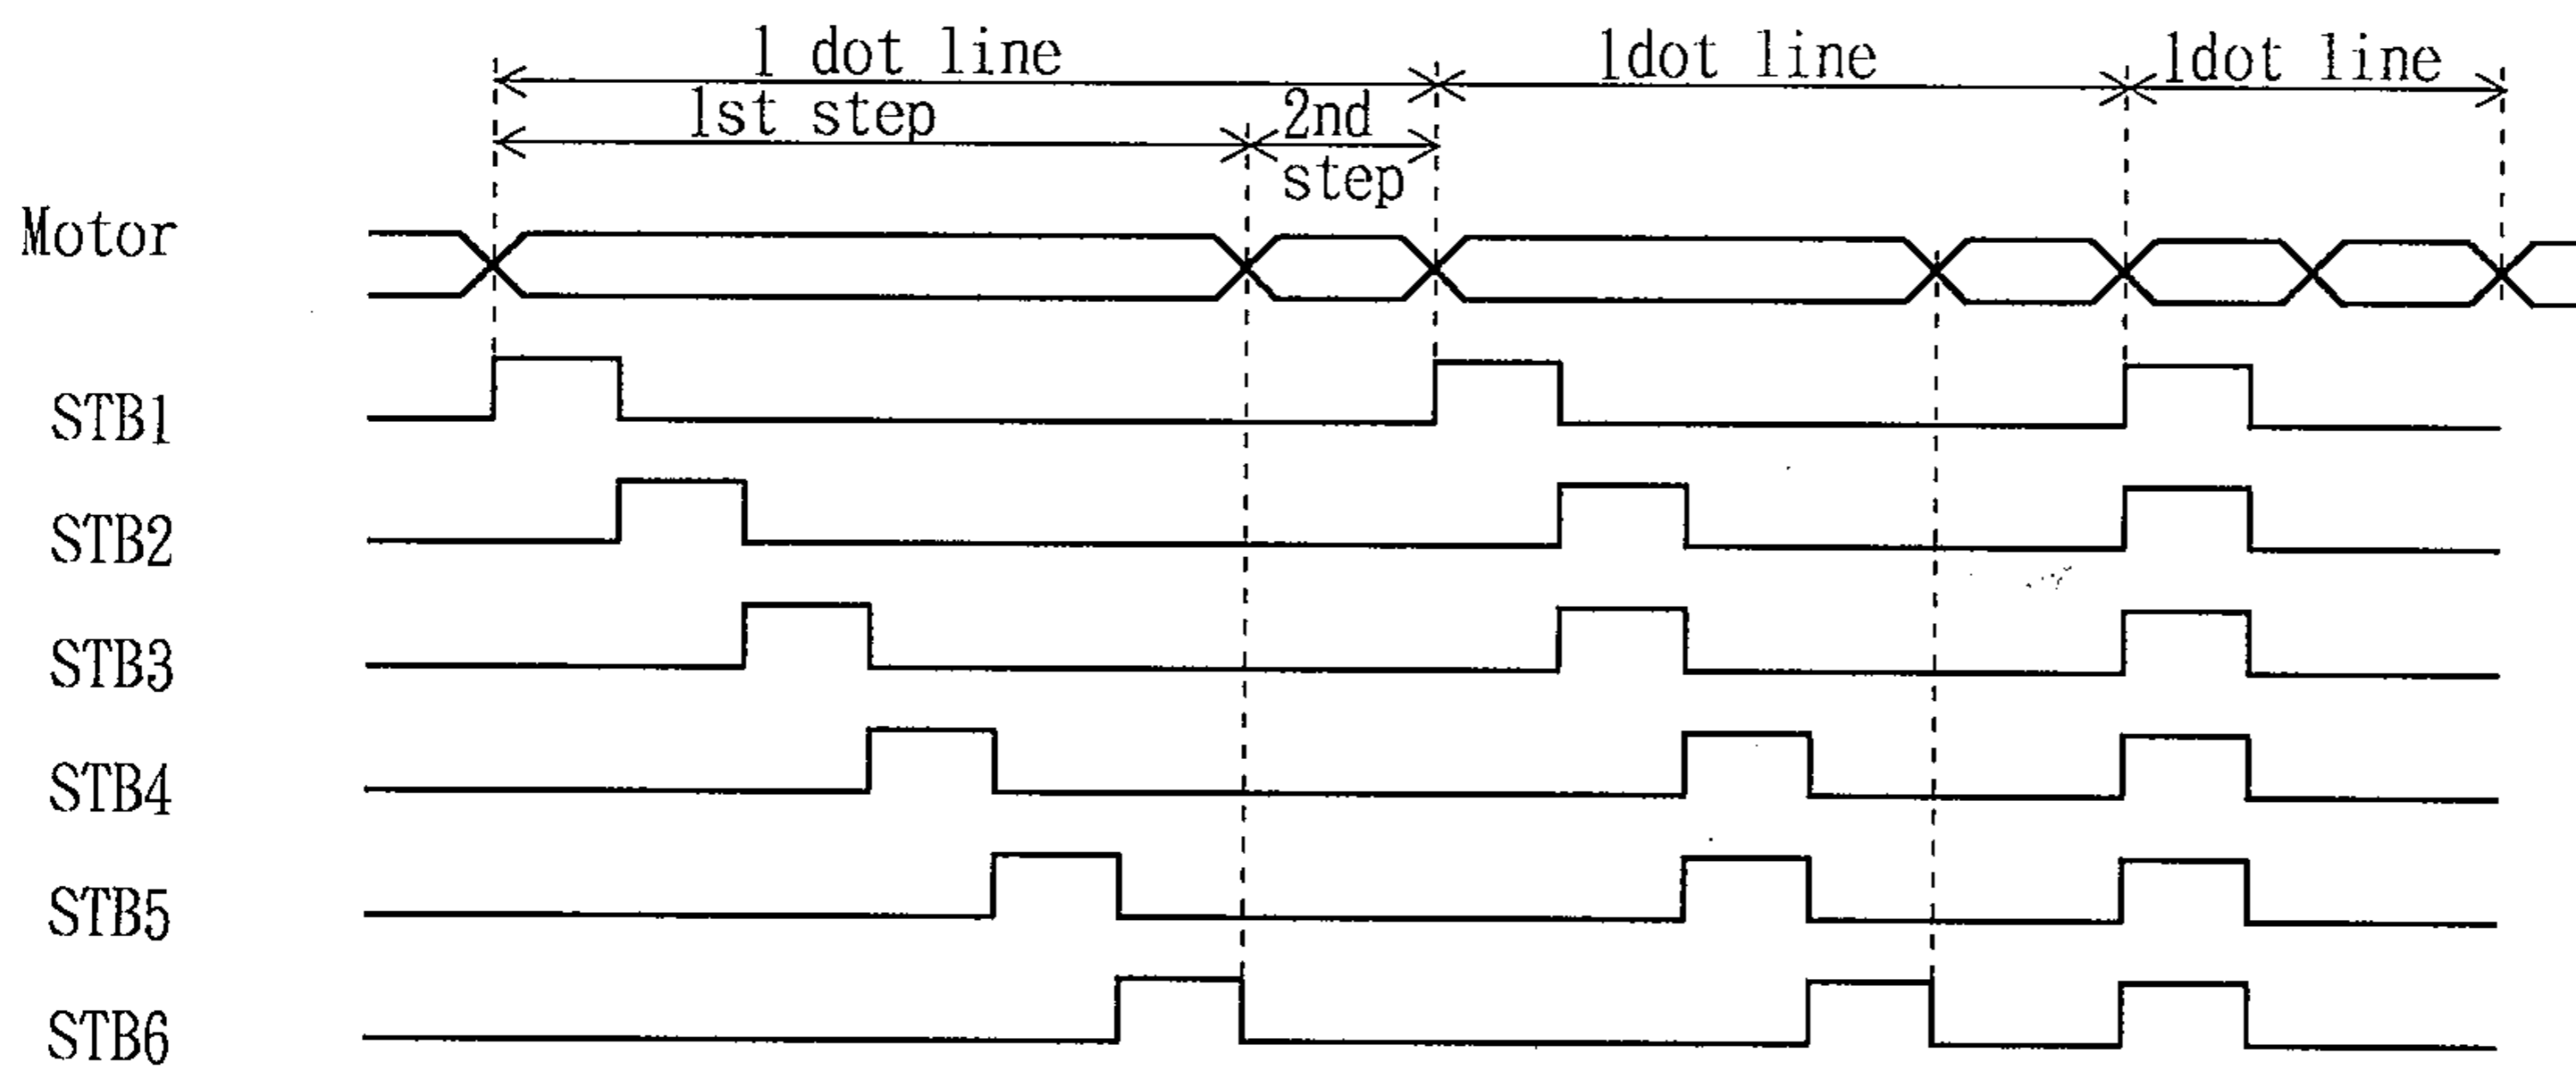 1 dot line
1dot line
1dot line
1st step
2nd
step
Motor
STB1
STB2
STB3
STB4
STB5
STB6